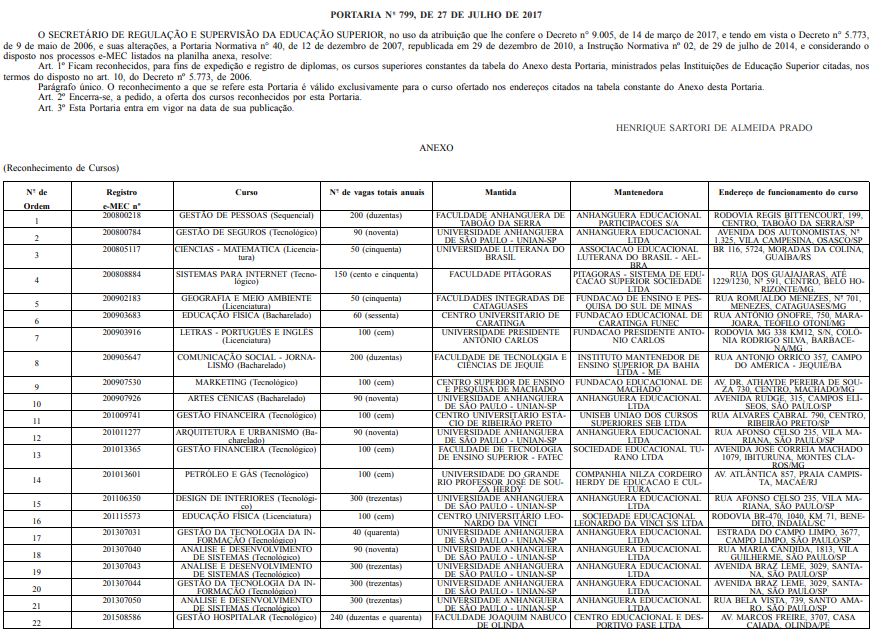 PORTARIA Nº 799, DE 27 DE JULHO DE 2017
O SECRETÁRIO DE REGULAÇÃO E SUPERVISÃO DA EDUCAÇÃO SUPERIOR, no uso da atribuição que lhe confere o Decreto nº 9.005, de 14 de março de 2017, e tendo em vista o Decreto nº 5.773,
de 9 de maio de 2006, e suas alterações, a Portaria Normativa nº 40, de 12 de dezembro de 2007, republicada em 29 de dezembro de 2010, a Instrução Normativa nº 02, de 29 de julho de 2014, e considerando o
disposto nos processos e-MEC listados na planilha anexa, resolve:
Art. 1º Ficam reconhecidos, para fins de expedição e registro de diplomas, os cursos superiores constantes da tabela do Anexo desta Portaria, ministrados pelas Instituições de Educação Superior citadas, nos
termos do disposto no art. 10, do Decreto nº 5.773, de 2006.
Parágrafo único. O reconhecimento a que se refere esta Portaria é válido exclusivamente para o curso ofertado nos endereços citados na tabela constante do Anexo desta Portaria.
Art. 2º Encerra-se, a pedido, a oferta dos cursos reconhecidos por esta Portaria.
Art. 3º Esta Portaria entra em vigor na data de sua publicação.
HENRIQUE SARTORI DE ALMEIDA PRADO
ANEXO
(Reconhecimento de Cursos)
Nº de Ordem Registro e-MEC nº Curso Nº de vagas totais anuais Mantida Mantenedora Endereço de funcionamento do curso
1 200800218 GESTÃO DE PESSOAS (Sequencial) 200 (duzentas) FACULDADE ANHANGUERA DE TABOÃO DA SERRA ANHANGUERA EDUCACIONAL PARTICIPACOES S/A RODOVIA REGIS BITTENCOURT, 199, CENTRO, TABOÃO DA SERRA/SP
2 200800784 GESTÃO DE SEGUROS (Tecnológico) 90 (noventa) UNIVERSIDADE ANHANGUERA DE SÃO PAULO - UNIAN-SP ANHANGUERA EDUCACIONAL LTDA AVENIDA DOS AUTONOMISTAS, Nº 1.325, VILA CAMPESINA, OSASCO/SP
3 200805117 CIÊNCIAS - MATEMÁTICA (Licencia- tura) 50 (cinquenta) UNIVERSIDADE LUTERANA DO BRASIL ASSOCIACAO EDUCACIONAL LUTERANA DO BRASIL - AEL- BRA BR 116, 5724, MORADAS DA COLINA, GUAÍBA/RS
4 200808884 SISTEMAS PARA INTERNET (Tecno- lógico) 150 (cento e cinquenta) FACULDADE PITÁGORAS PITAGORAS - SISTEMA DE EDU- CACAO SUPERIOR SOCIEDADE LTDA RUA DOS GUAJAJARAS, ATÉ 1229/1230, Nº 591, CENTRO, BELO HO- RIZONTE/MG
5 200902183 GEOGRAFIA E MEIO AMBIENTE (Licenciatura) 50 (cinquenta) FACULDADES INTEGRADAS DE CATAGUASES FUNDACAO DE ENSINO E PES- QUISA DO SUL DE MINAS RUA ROMUALDO MENEZES, Nº 701, MENEZES, CATAGUASES/MG
6 200903683 EDUCAÇÃO FÍSICA (Bacharelado) 60 (sessenta) CENTRO UNIVERSITÁRIO DE CARATINGA FUNDACAO EDUCACIONAL DE CARATINGA FUNEC RUA ANTÔNIO ONOFRE, 750, MARA- JOARA, TEÓFILO OTONI/MG
7 200903916 LETRAS - PORTUGUÊS E INGLÊS (Licenciatura) 100 (cem) UNIVERSIDADE PRESIDENTE ANTÔNIO CARLOS FUNDACAO PRESIDENTE ANTO- NIO CARLOS RODOVIA MG 338 KM12, S/N, COLÔ- NIA RODRIGO SILVA, BARBACE- NA/MG
8 200905647 COMUNICAÇÃO SOCIAL - JORNA- LISMO (Bacharelado) 200 (duzentas) FACULDADE DE TECNOLOGIA E CIÊNCIAS DE JEQUIÉ INSTITUTO MANTENEDOR DE ENSINO SUPERIOR DA BAHIA LTDA - ME RUA ANTONIO ORRICO 357, CAMPO DO AMÉRICA - JEQUIÉ/BA
9 200907530 MARKETING (Tecnológico) 100 (cem) CENTRO SUPERIOR DE ENSINO E PESQUISA DE MACHADO FUNDACAO EDUCACIONAL DE MACHADO AV. DR. ATHAYDE PEREIRA DE SOU- ZA 730, CENTRO, MACHADO/MG
10 200907926 ARTES CÊNICAS (Bacharelado) 90 (noventa) UNIVERSIDADE ANHANGUERA DE SÃO PAULO - UNIAN-SP ANHANGUERA EDUCACIONAL LTDA AVENIDA RUDGE, 315, CAMPOS ELI- SEOS, SÃO PAULO/SP
11 201009741 GESTÃO FINANCEIRA (Tecnológico) 100 (cem) CENTRO UNIVERSITÁRIO ESTÁ- CIO DE RIBEIRÃO PRETO UNISEB UNIAO DOS CURSOS SUPERIORES SEB LTDA RUA ÁLVARES CABRAL, 790, CENTRO, RIBEIRÃO PRETO/SP
12 201011277 ARQUITETURA E URBANISMO (Ba- charelado) 90 (noventa) UNIVERSIDADE ANHANGUERA DE SÃO PAULO - UNIAN-SP ANHANGUERA EDUCACIONAL LTDA RUA AFONSO CELSO 235, VILA MA- RIANA, SÃO PAULO/SP
13 201013365 GESTÃO FINANCEIRA (Tecnológico) 100 (cem) FACULDADE DE TECNOLOGIA DE ENSINO SUPERIOR - FATEC SOCIEDADE EDUCACIONAL TU- RANO LTDA AVENIDA JOSÉ CORREIA MACHADO 1079, IBITURUNA, MONTES CLA- ROS/MG
14 201013601 PETRÓLEO E GÁS (Tecnológico) 100 (cem) UNIVERSIDADE DO GRANDE RIO PROFESSOR JOSÉ DE SOU- ZA HERDY COMPANHIA NILZA CORDEIRO HERDY DE EDUCACAO E CUL- TURA AV. ATLÂNTICA 857, PRAIA CAMPIS- TA, MACAÉ/RJ
15 201106350 DESIGN DE INTERIORES (Tecnológi- co) 300 (trezentas) UNIVERSIDADE ANHANGUERA DE SÃO PAULO - UNIAN-SP ANHANGUERA EDUCACIONAL LTDA RUA AFONSO CELSO 235, VILA MA- RIANA, SÃO PAULO/SP
16 201115573 EDUCAÇÃO FÍSICA (Licenciatura) 100 (cem) CENTRO UNIVERSITÁRIO LEO- NARDO DA VINCI SOCIEDADE EDUCACIONAL LEONARDO DA VINCI S/S LTDA RODOVIA BR-470, 1040, KM 71, BENE- DITO, INDAIAL/SC
17 201307031 GESTÃO DA TECNOLOGIA DA IN- FORMAÇÃO (Tecnológico) 40 (quarenta) UNIVERSIDADE ANHANGUERA DE SÃO PAULO - UNIAN-SP ANHANGUERA EDUCACIONAL LTDA ESTRADA DO CAMPO LIMPO, 3677, CAMPO LIMPO, SÃO PAULO/SP
18 201307040 ANÁLISE E DESENVOLVIMENTO DE SISTEMAS (Tecnológico) 90 (noventa) UNIVERSIDADE ANHANGUERA DE SÃO PAULO - UNIAN-SP ANHANGUERA EDUCACIONAL LTDA RUA MARIA CÂNDIDA, 1813, VILA GUILHERME, SÃO PAULO/SP
19 201307043 ANÁLISE E DESENVOLVIMENTO DE SISTEMAS (Tecnológico) 300 (trezentas) UNIVERSIDADE ANHANGUERA DE SÃO PAULO - UNIAN-SP ANHANGUERA EDUCACIONAL LTDA AVENIDA BRAZ LEME, 3029, SANTA- NA, SÃO PAULO/SP
20 201307044 GESTÃO DA TECNOLOGIA DA IN- FORMAÇÃO (Tecnológico) 300 (trezentas) UNIVERSIDADE ANHANGUERA DE SÃO PAULO - UNIAN-SP ANHANGUERA EDUCACIONAL LTDA AVENIDA BRAZ LEME, 3029, SANTA- NA, SÃO PAULO/SP
21 201307050 ANÁLISE E DESENVOLVIMENTO DE SISTEMAS (Tecnológico) 300 (trezentas) UNIVERSIDADE ANHANGUERA DE SÃO PAULO - UNIAN-SP ANHANGUERA EDUCACIONAL LTDA RUA BELA VISTA, 739, SANTO AMA- RO, SÃO PAULO/SP
22 201508586 GESTÃO HOSPITALAR (Tecnológico) 240 (duzentas e quarenta) FACULDADE JOAQUIM NABUCO DE OLINDA CENTRO EDUCACIONAL E DES- PORTIVO FASE LTDA AV. MARCOS FREIRE, 3707, CASA CAIADA, OLINDA/PE